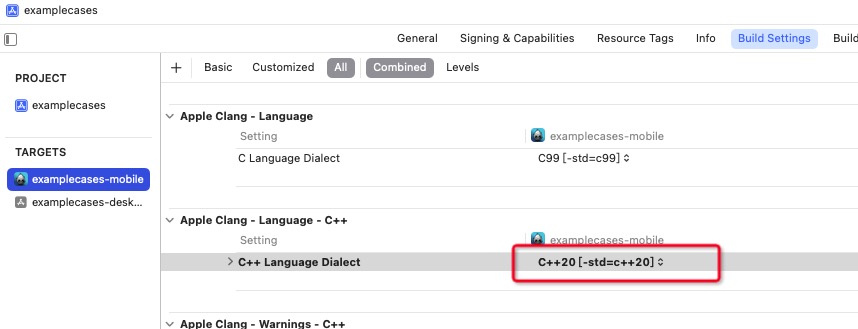 examplecases
General Signing & Capabilities Resource Tags Info Build Settings Build
PROJECT
examplecases
TARGETS
examplecases-mobile
examplecases-desk...
+ Basic Customized All Combined Levels
Apple Clang - Language
Setting examplecases-mobile
C Language Dialect C99 [-std=c99]
Apple Clang - Language - C++
Setting examplecases-mobile
C++ Language Dialect C++20 [-std=c++20]
Apple Clang - Warnings - C++